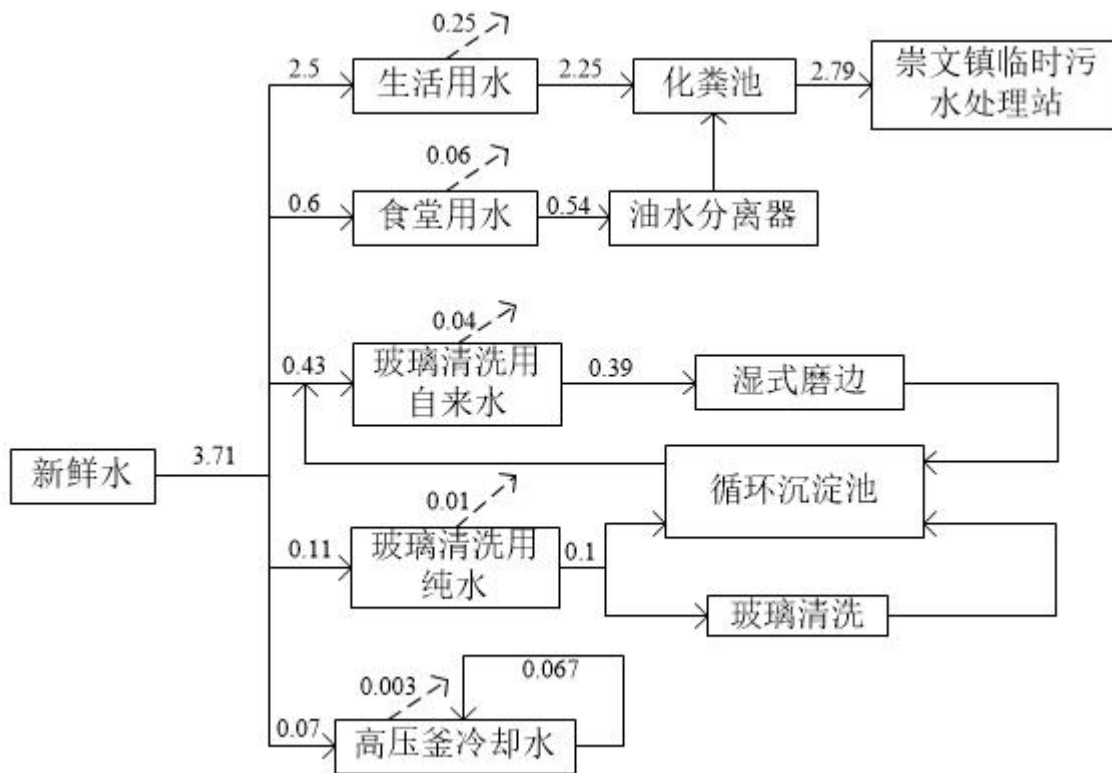 0.25
2.5
生活用水
2.25
化粪池
2.79
崇文镇临时污
水处理站
0.06
0.6
食堂用水
0.54
油水分离器
0.04
0.43
玻璃清洗用
自来水
0.39
湿式磨边
新鲜水
3.71
循环沉淀池
0.01
0.11
玻璃清洗用
纯水
0.1
玻璃清洗
0.067
0.003
0.07
高压釜冷却水